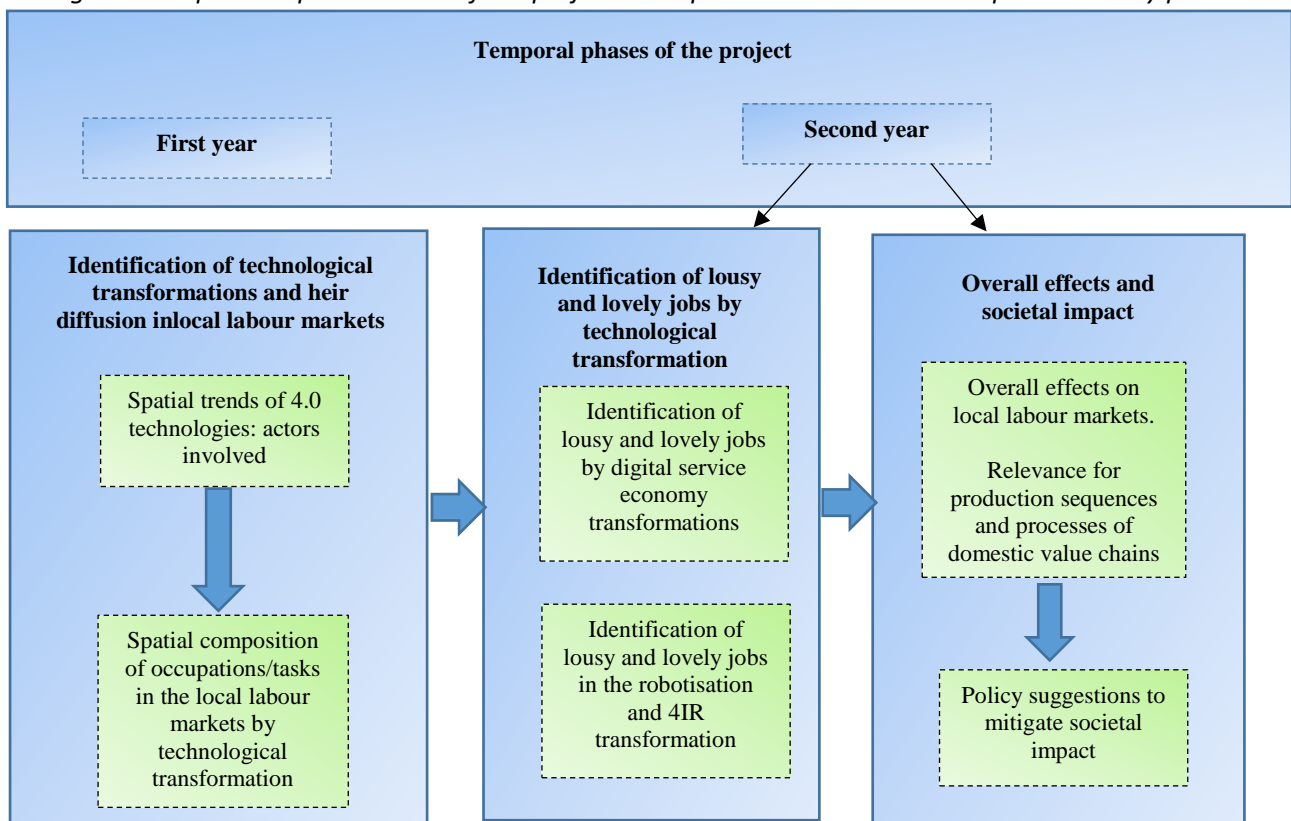 Temporal phases of the project
First year
Second year
Identification of technological
transformations and heir
diffusion inlocal labour markets
Spatial trends of 4.0
technologies: actors
involved
Spatial composition
of occupations/tasks
in the local labour
markets by
technological
transformation
Identification of lousy
and lovely jobs by
technological
transformation
Identification of
lousy and lovely jobs
by digital service
economy
transformations
Identification of
lousy and lovely jobs
in the robotisation
and 4IR
transformation
Overall effects and
societal impact
Overall effects on
local labour markets.
Relevance for
production sequences
and processes of
domestic value chains
Policy suggestions to
mitigate societal
impact